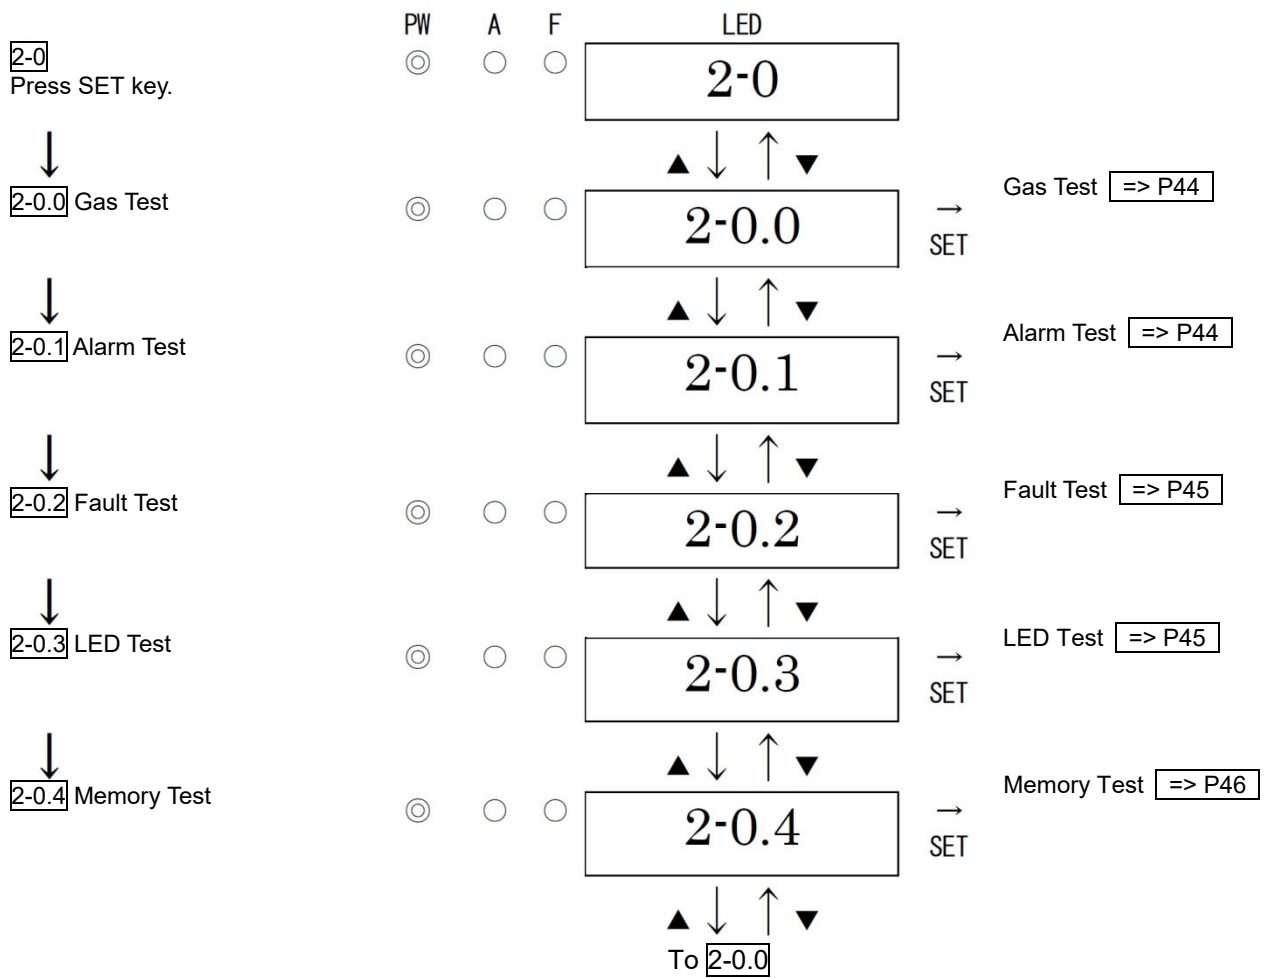 PW A F LED
2-0
Press SET key.
2-0
▲ ↓ ↑ ▼
2-0.0 Gas Test
2-0.0
→
SET
Gas Test => P44
▲ ↓ ↑ ▼
2-0.1 Alarm Test
2-0.1
→
SET
Alarm Test => P44
▲ ↓ ↑ ▼
2-0.2 Fault Test
2-0.2
→
SET
Fault Test => P45
▲ ↓ ↑ ▼
2-0.3 LED Test
2-0.3
→
SET
LED Test => P45
▲ ↓ ↑ ▼
2-0.4 Memory Test
2-0.4
→
SET
Memory Test => P46
▲ ↓ ↑ ▼
To 2-0.0